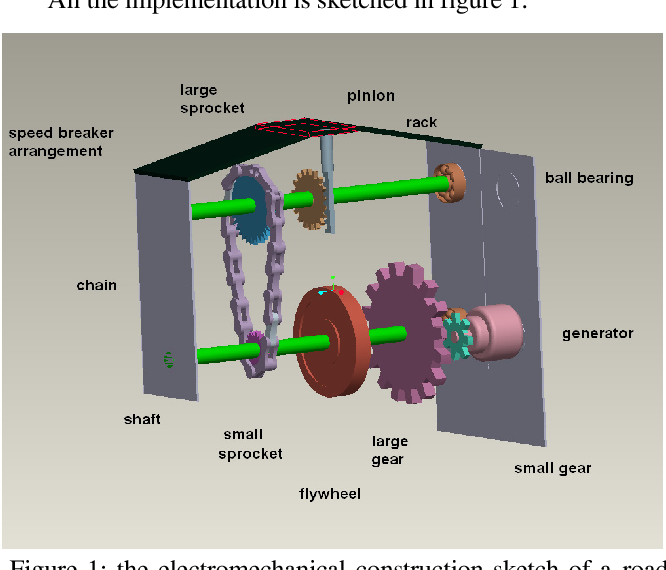 All the implementation is sketched in figure 1.
large
sprocket
pinion
rack
speed breaker
arrangement
ball bearing
chain
generator
shaft
small
sprocket
large
gear
small gear
flywheel
Figure 1: the electromechanical construction sketch of a road